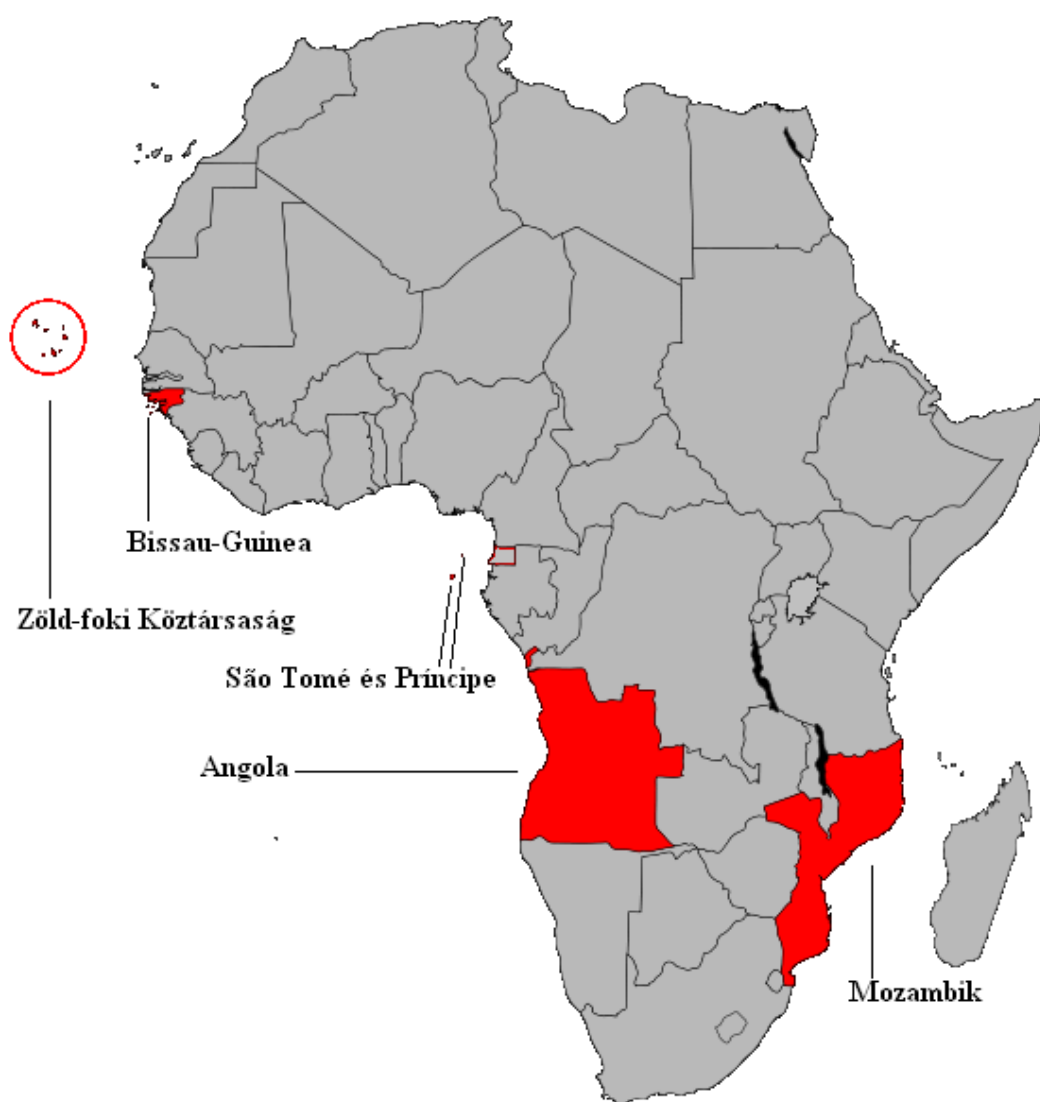 Bissau-Guinea
Zöld-foki Köztársaság
São Tomé és Príncipe
Angola
Mozambik